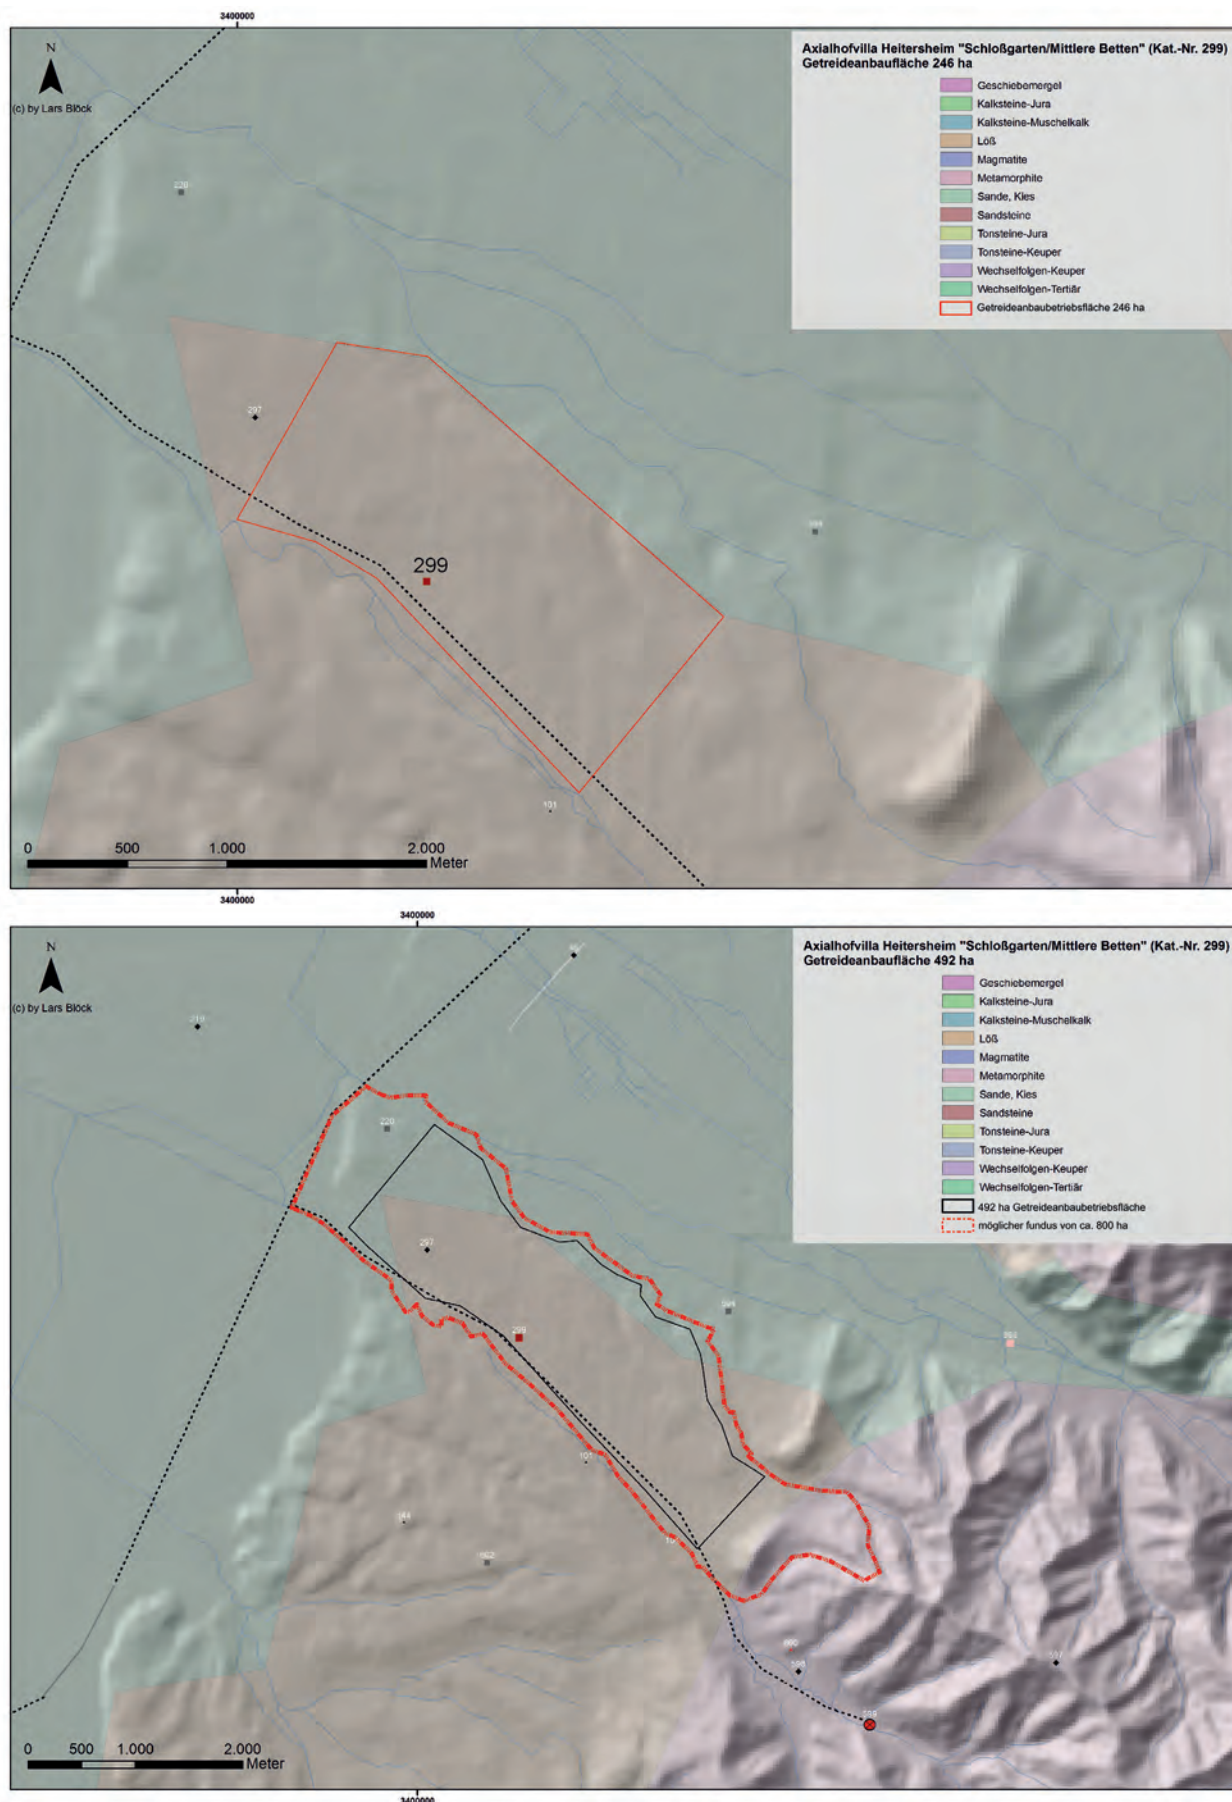 3400000
N
(c) by Lars Blöck
Axialhofvilla Heitersheim "Schloßgarten/Mittlere Betten" (Kat.-Nr. 299)
Getreideanbaufläche 246 ha
Geschiebemergel
Kalksteine-Jura
Kalksteine-Muschelkalk
Löß
Magmatite
Metamorphite
Sande, Kies
Sandsteine
Tonsteine-Jura
Tonsteine-Keuper
Wechselfolgen-Keuper
Wechselfolgen-Tertiär
Getreideanbaubetriebsfläche 246 ha
297
299
101
0 500 1.000 2.000
Meter
3400000
3400000
N
(c) by Lars Blöck
Axialhofvilla Heitersheim "Schloßgarten/Mittlere Betten" (Kat.-Nr. 299)
Getreideanbaufläche 492 ha
Geschiebemergel
Kalksteine-Jura
Kalksteine-Muschelkalk
Löß
Magmatite
Metamorphite
Sande, Kies
Sandsteine
Tonsteine-Jura
Tonsteine-Keuper
Wechselfolgen-Keuper
Wechselfolgen-Tertiär
492 ha Getreideanbaubetriebsfläche
möglicher fundus von ca. 800 ha
297
299
101
0 500 1.000 2.000
Meter
3400000